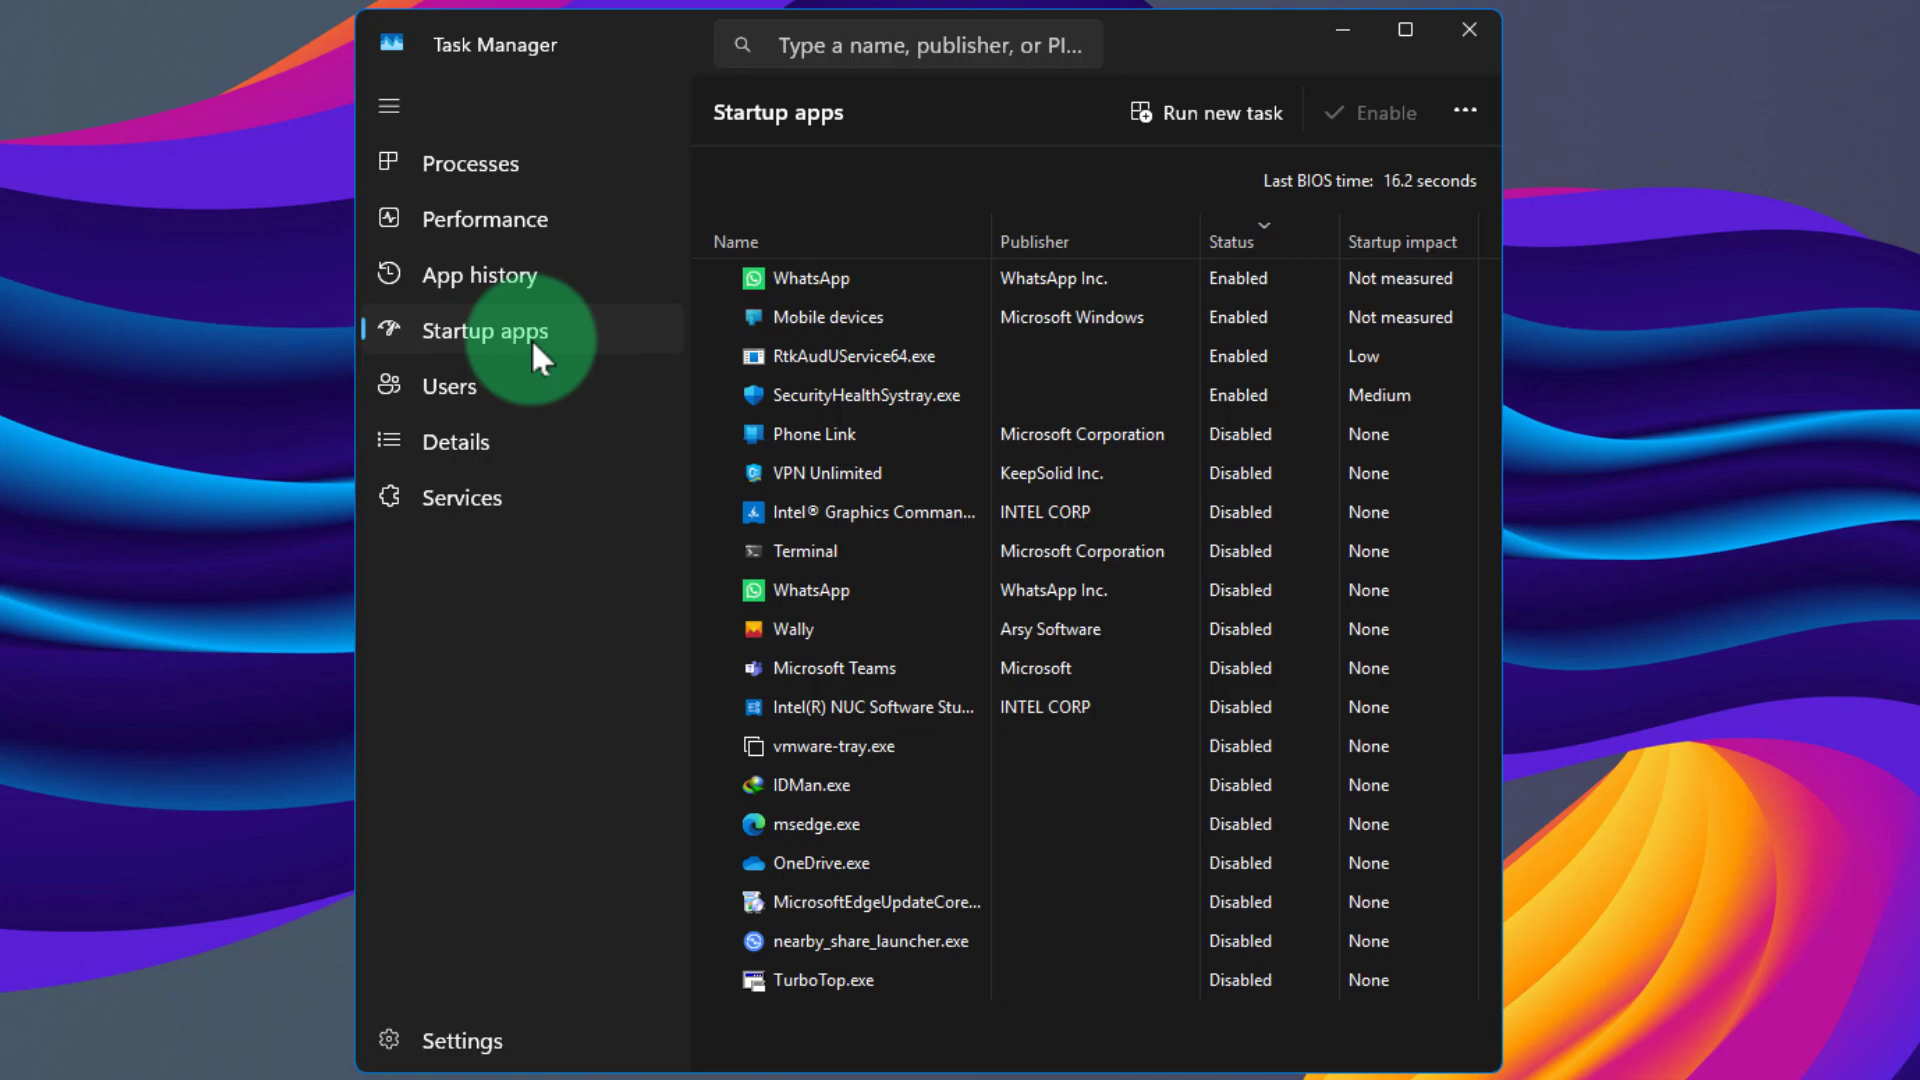 Task Manager
Type a name, publisher, or PI...
Processes
Performance
App history
Startup apps
Users
Details
Services
Settings
Startup apps
Run new task
Enable
Last BIOS time: 16.2 seconds
Name Publisher Status Startup impact
WhatsApp WhatsApp Inc. Enabled Not measured
Mobile devices Microsoft Windows Enabled Not measured
RtkAudUService64.exe Enabled Low
SecurityHealthSystray.exe Enabled Medium
Phone Link Microsoft Corporation Disabled None
VPN Unlimited KeepSolid Inc. Disabled None
Intel® Graphics Comman... INTEL CORP Disabled None
Terminal Microsoft Corporation Disabled None
WhatsApp WhatsApp Inc. Disabled None
Wally Arsy Software Disabled None
Microsoft Teams Microsoft Disabled None
Intel(R) NUC Software Stu... INTEL CORP Disabled None
vmware-tray.exe Disabled None
IDMan.exe Disabled None
msedge.exe Disabled None
OneDrive.exe Disabled None
MicrosoftEdgeUpdateCore... Disabled None
nearby_share_launcher.exe Disabled None
TurboTop.exe Disabled None